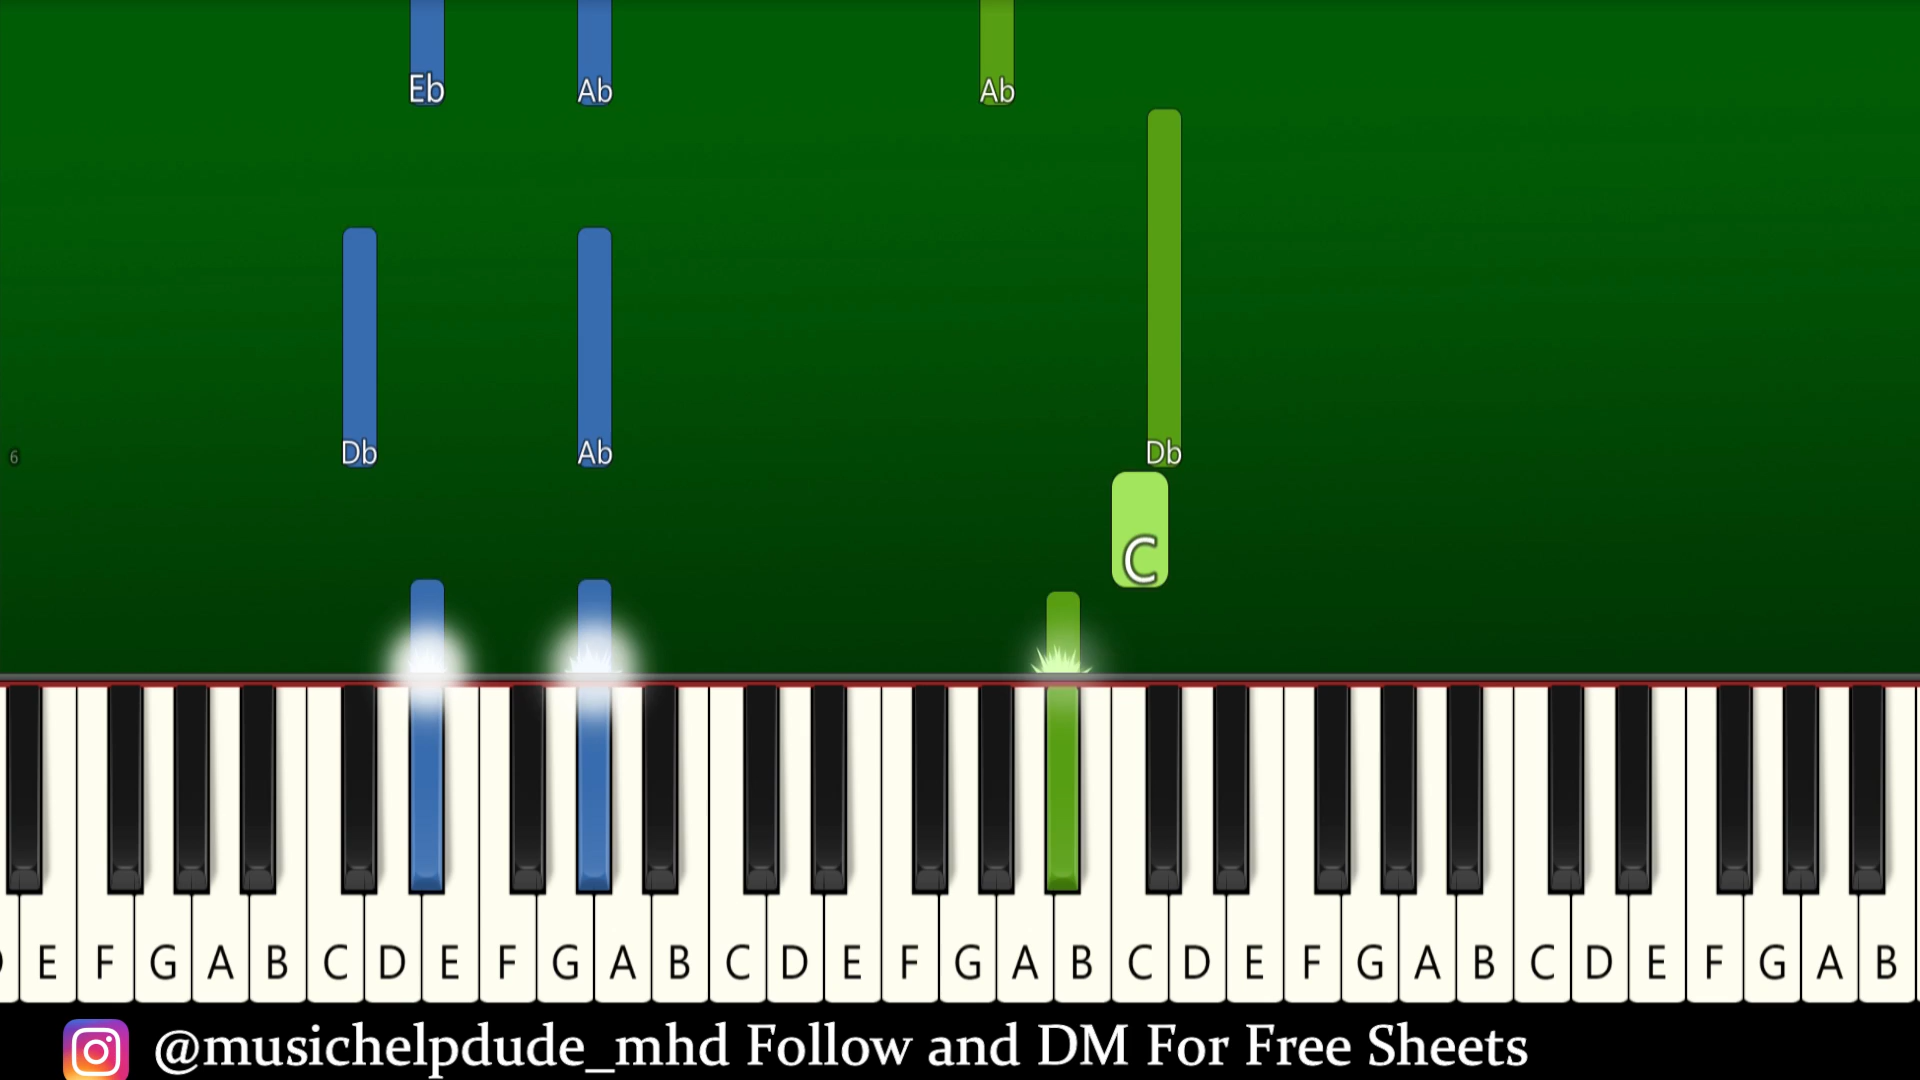 Eb Ab Ab
Db Ab Db
6
C
E F G A B C D E F G A B C D E F G A B C D E F G A B C D E F G A B
@musichelpdude_mhd Follow and DM For Free Sheets